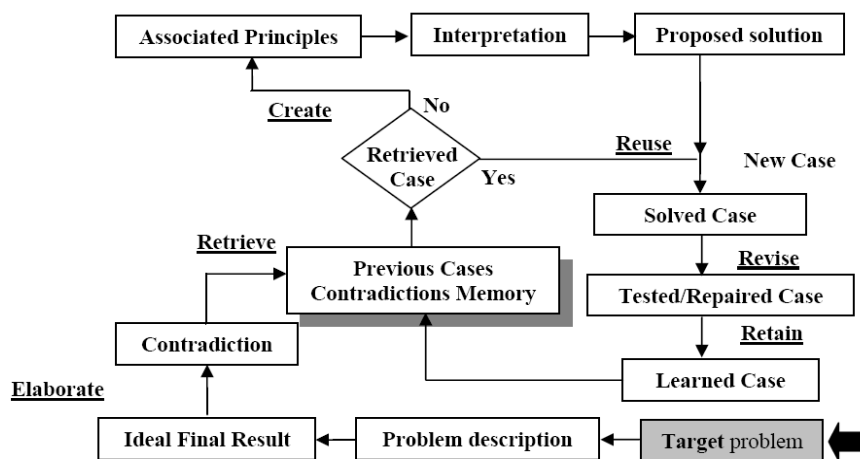 Associated Principles
Interpretation
Proposed solution
Create
No
Retrieved
Case
Yes
Reuse
New Case
Solved Case
Retrieve
Previous Cases
Contradictions Memory
Revise
Tested/Repaired Case
Contradiction
Retain
Elaborate
Learned Case
Ideal Final Result
Problem description
Target problem